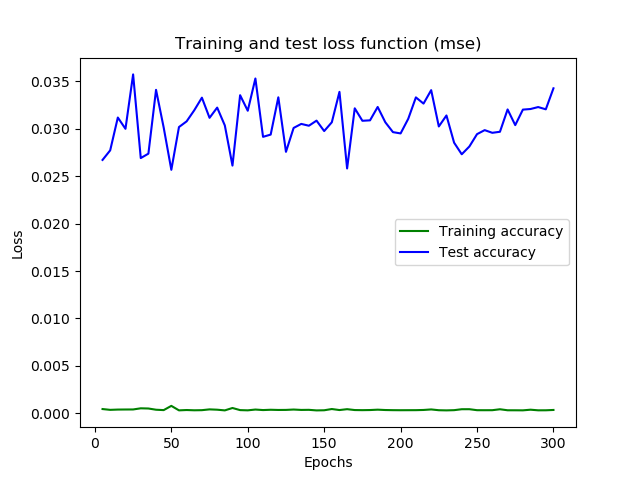 Training and test loss function (mse)
0.035
0.030
0.025
0.020
0.015
0.010
0.005
0.000
Loss
Training accuracy
Test accuracy
0 50 100 150 200 250 300
Epochs